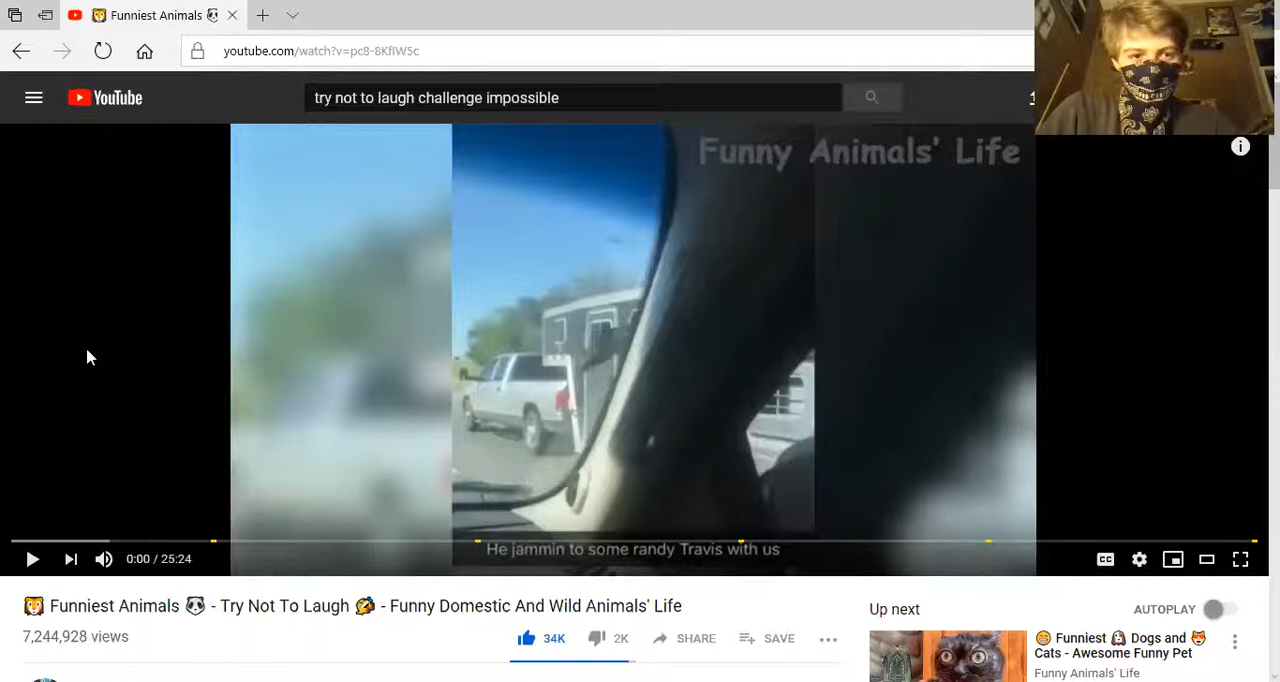 Funniest Animals
youtube.com/watch?v=pc8-8KflW5c
YouTube
try not to laugh challenge impossible
Funny Animals' Life
He jammin to some randy Travis with us
0:00 / 25:24
CC
🐯 Funniest Animals 🐼 - Try Not To Laugh 🤣 - Funny Domestic And Wild Animals' Life
7,244,928 views
34K
2K
SHARE
SAVE
Up next
AUTOPLAY
Funniest 🐶 Dogs and 🐱
Cats - Awesome Funny Pet
Funny Animals' Life